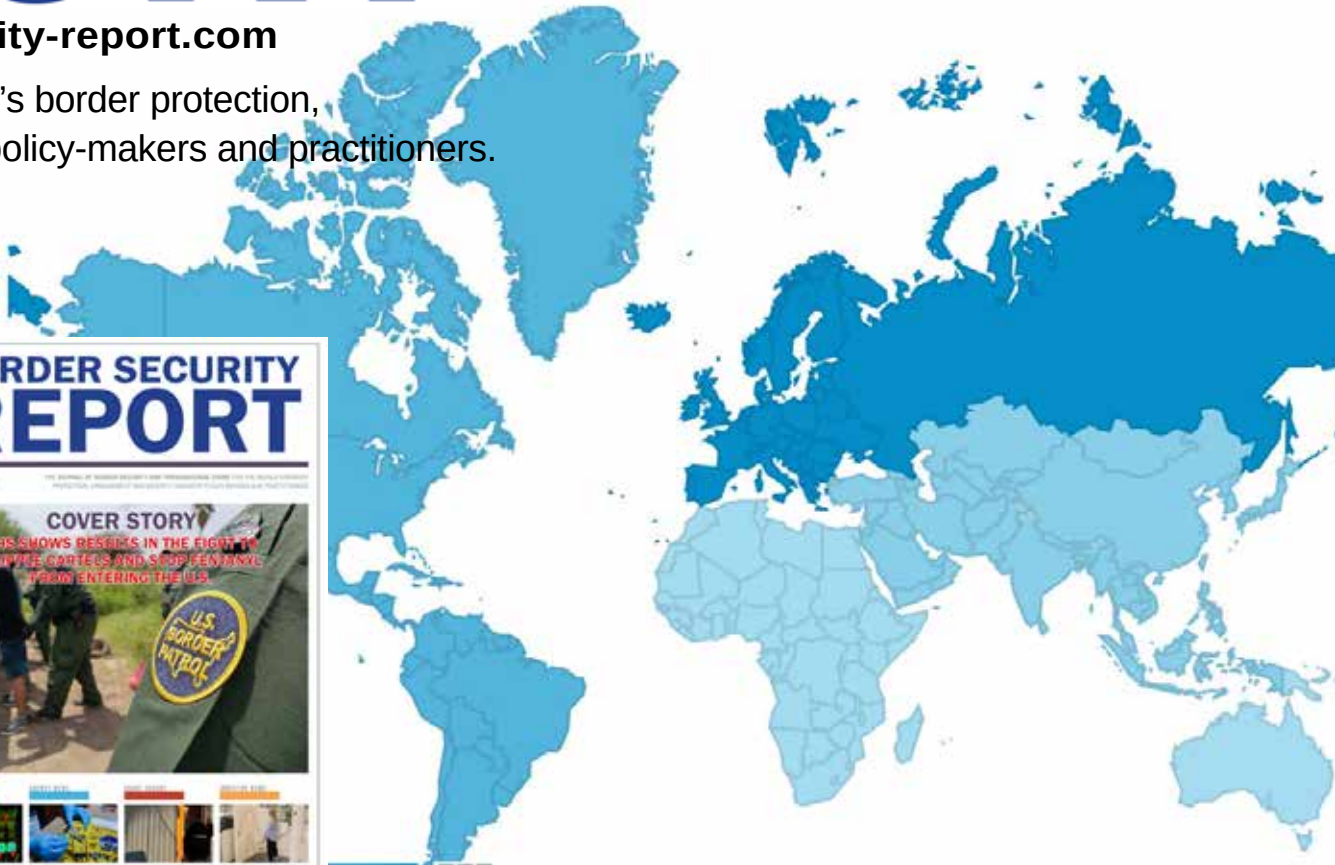 ity-report.com
's border protection,
policy-makers and practitioners.
RDER SECURITY
REPORT
COVER STORY
HS SHOWS RESULTS IN THE FIGHT TO
CARTELS AND STOP FENTANYL
FROM ENTERING THE U.S.
U.S.
BORDER
PATROL